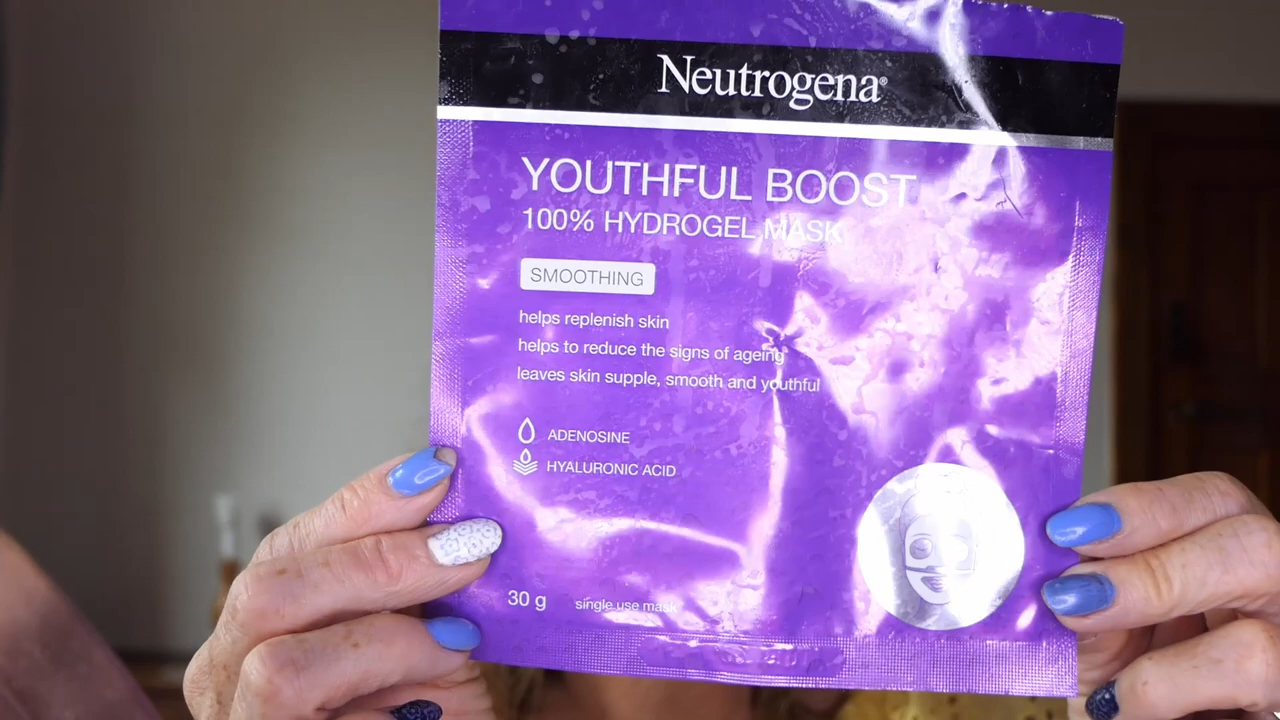 Neutrogena®
YOUTHFUL BOOST
100% HYDROGEL MASK
SMOOTHING
helps replenish skin
helps to reduce the signs of ageing
leaves skin supple, smooth and youthful
ADENOSINE
HYALURONIC ACID
30 g single use mask